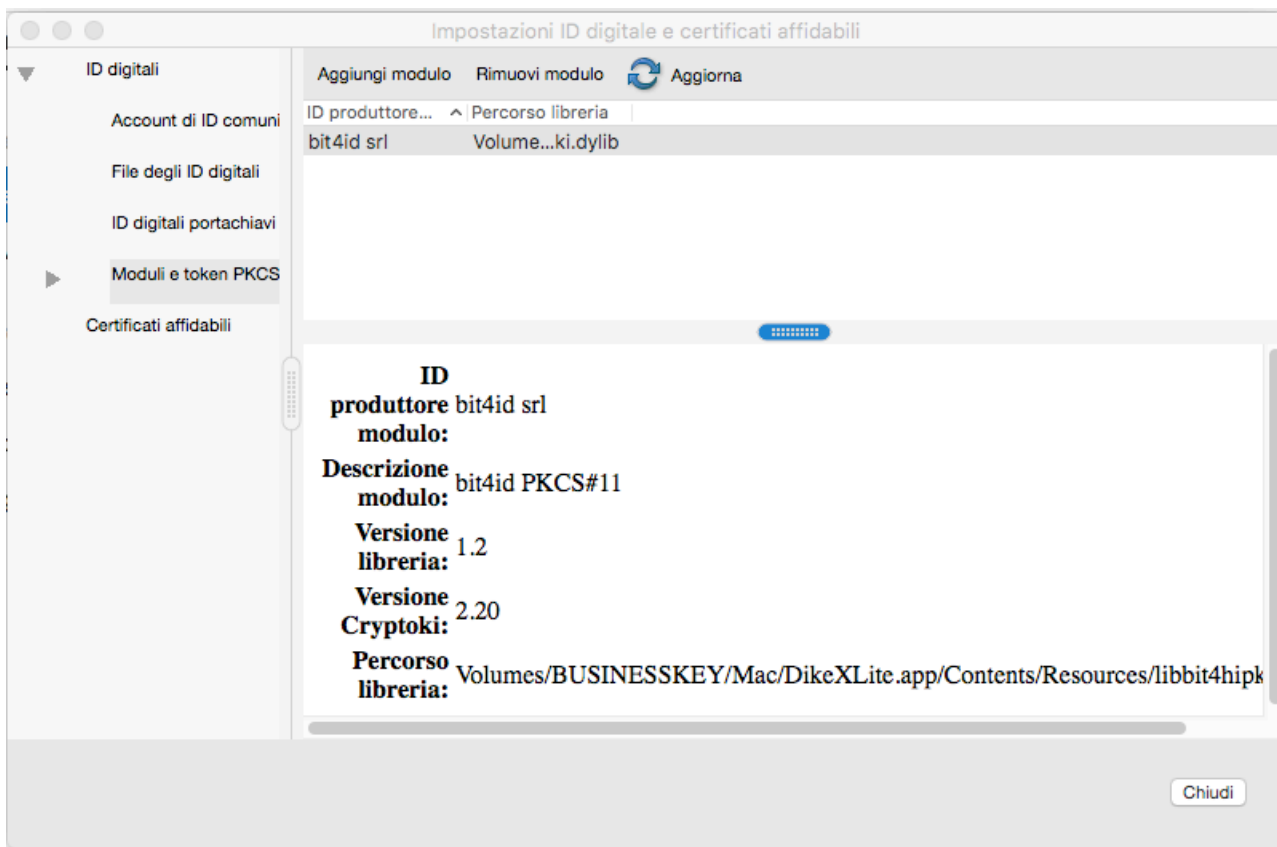 Impostazioni ID digitale e certificati affidabili
ID digitali
Account di ID comuni
File degli ID digitali
ID digitali portachiavi
Moduli e token PKCS
Certificati affidabili
Aggiungi modulo Rimuovi modulo Aggiorna
ID produttore... Percorso libreria
bit4id srl Volume...ki.dylib
ID
produttore bit4id srl
modulo:
Descrizione
modulo: bit4id PKCS#11
Versione
libreria: 1.2
Versione
Cryptoki: 2.20
Percorso
libreria: Volumes/BUSINESSKEY/Mac/DikeXLite.app/Contents/Resources/libbit4hipk
Chiudi